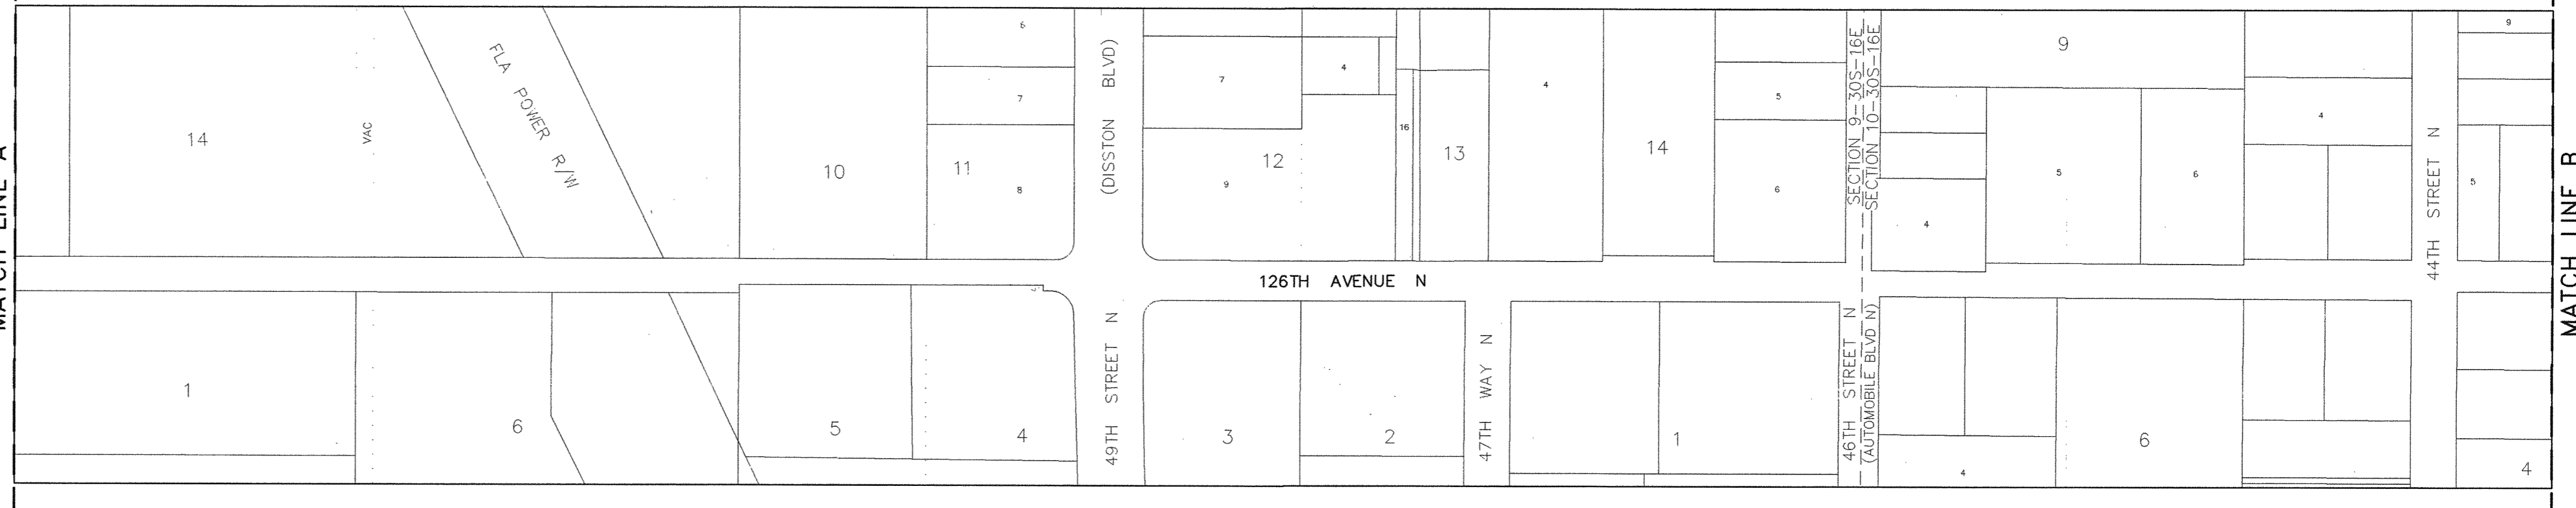 MATCH LINE A
14
VAC
FLA POWER R/W
10
6
7
11
8
(DISSTON BLVD)
7
4
12
9
16
13
4
14
5
6
SECTION 9-30S-16E
SECTION 10-30S-16E
9
4
5
6
4
44TH STREET N
9
5
MATCH LINE B
126TH AVENUE N
1
6
5
4
49TH STREET N
3
2
47TH WAY N
1
46TH STREET N
(AUTOMOBILE BLVD N)
4
6
4